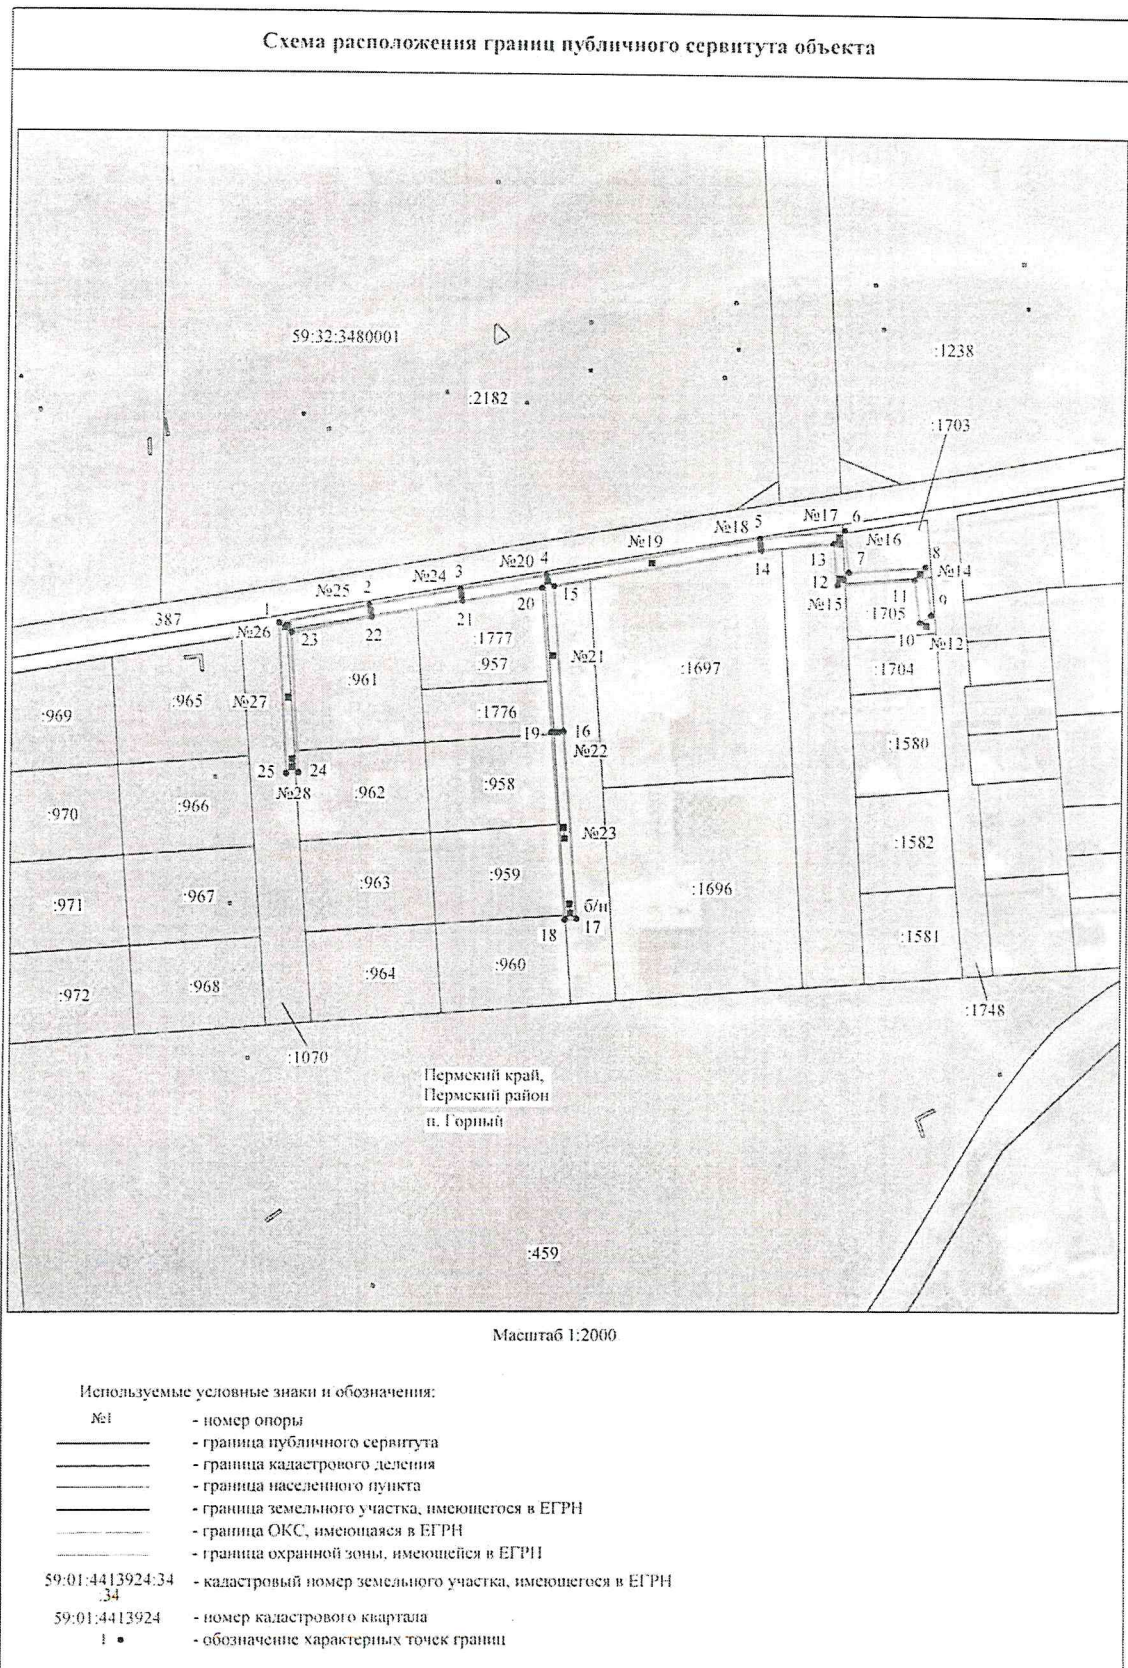 Схема расположения границ публичного сервитута объекта
59:32:3480001
:2182
:1238
:1703
№17 6
№18 5
№16
№19
13 7 8
14 №14
№20 4
№24 3
12 11
№25 2
20 15
№15 9
387 1
:1705
21
10 №12
№26 23 22
:1777
:957 №21
:1697
:1704
:961
:965
№27
:969
:1776
19 16
№22
:1580
25 24
№28
:962
:958
:966
:970
№23
:1582
:963
:959
:1696
:967
:971
б/н
18 17
:1581
:964
:960
:968
:972
:1748
:1070
Пермский край,
Пермский район
п. Горный
:459
Масштаб 1:2000
Используемые условные знаки и обозначения:
№1 - номер опоры
- граница публичного сервитута
- граница кадастрового деления
- граница населенного пункта
- граница земельного участка, имеющегося в ЕГРН
- граница ОКС, имеющаяся в ЕГРН
- граница охранной зоны, имеющейся в ЕГРН
59:01:4413924:34 - кадастровый номер земельного участка, имеющегося в ЕГРН
:34
59:01:4413924 - номер кадастрового квартала
1 - обозначение характерных точек границ